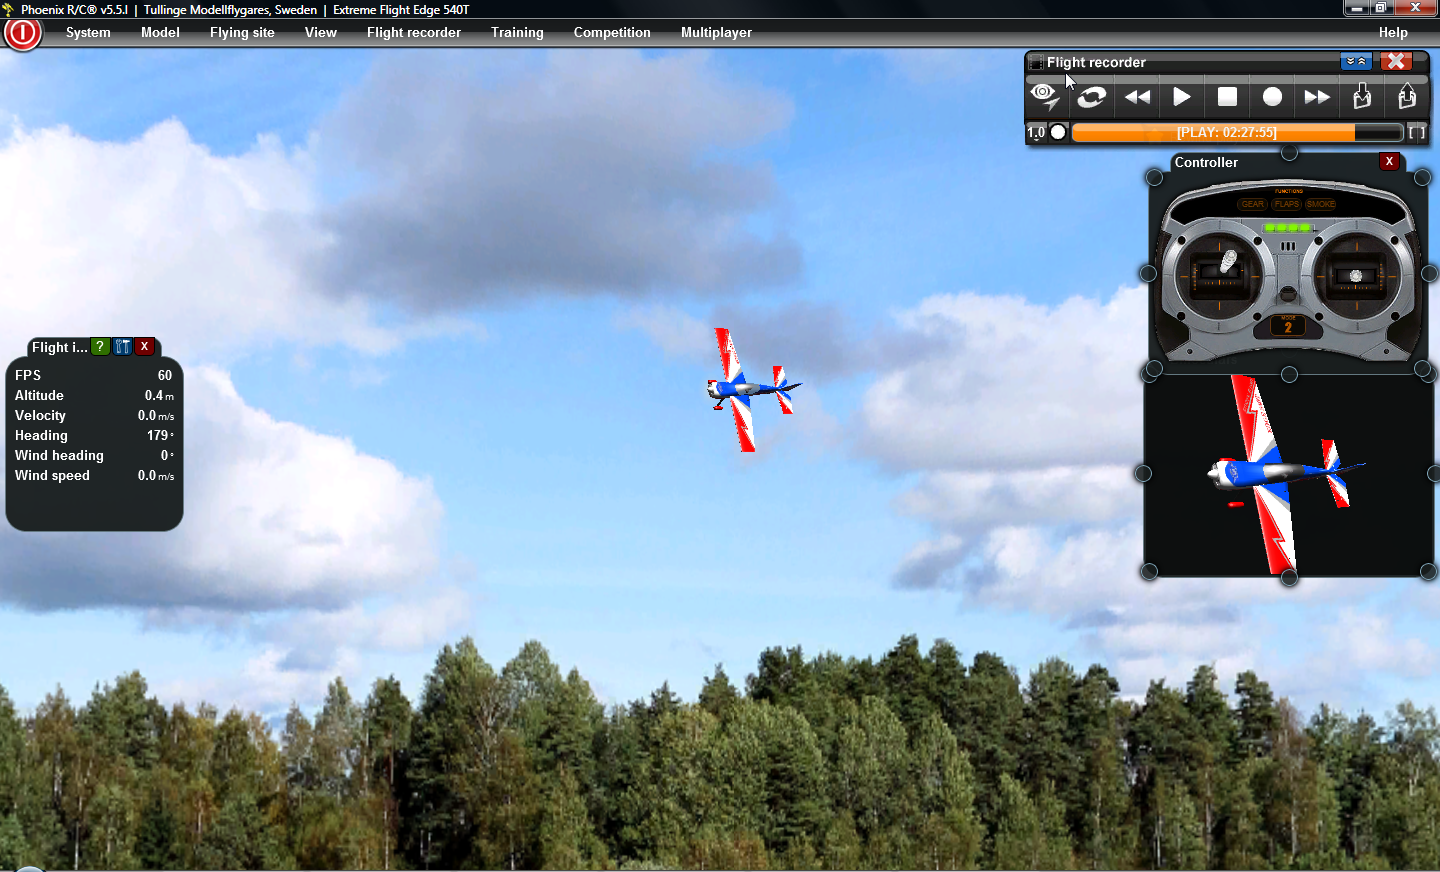 Phoenix R/C® v5.5.l | Tullinge Modellflygares, Sweden | Extreme Flight Edge 540T
System Model Flying site View Flight recorder Training Competition Multiplayer Help
Flight recorder
1.0 [PLAY: 02:27:55] [ ]
Controller X
FUNCTIONS
GEAR FLAPS SMOKE
MODE
2
Flight i... ? X
FPS 60
Altitude 0.4 m
Velocity 0.0 m/s
Heading 179 °
Wind heading 0 °
Wind speed 0.0 m/s